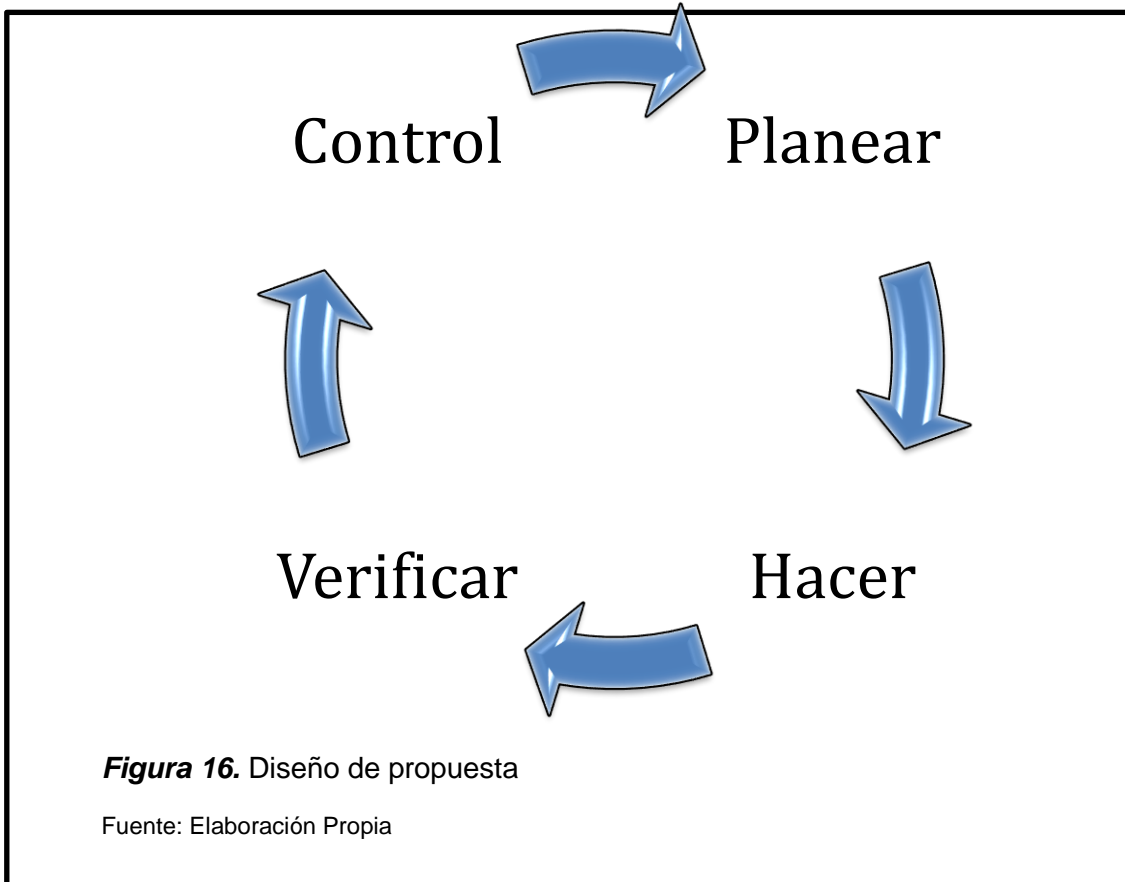 Control Planear
Verificar Hacer
Figura 16. Diseño de propuesta
Fuente: Elaboración Propia